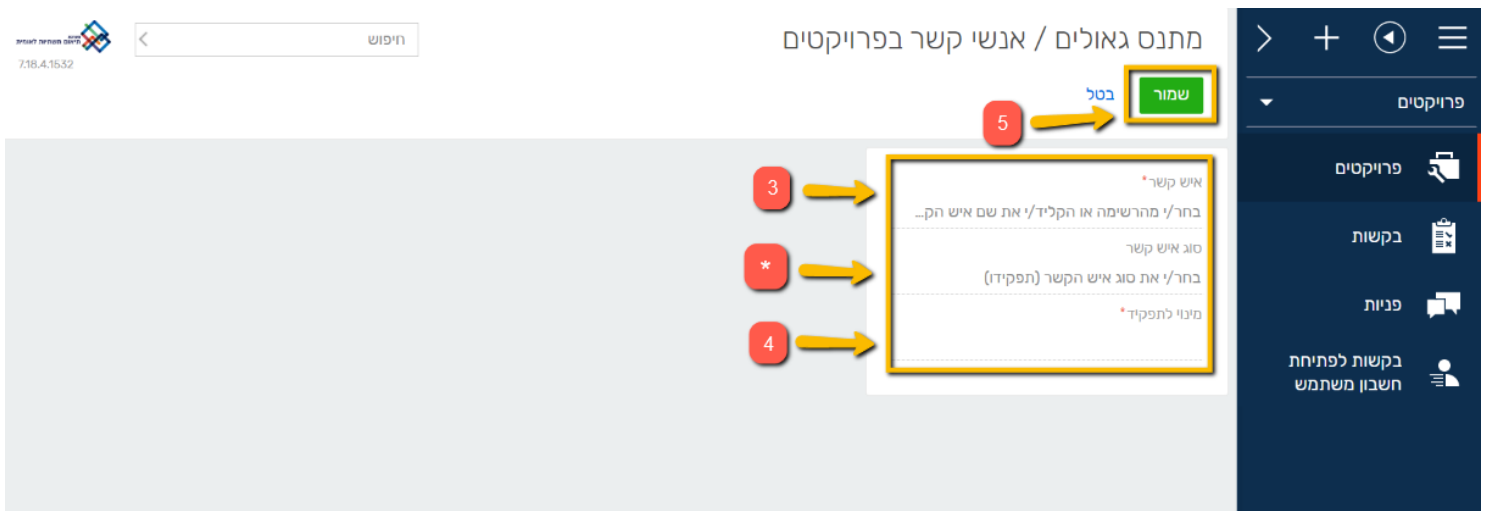 מתנס גאולים / אנשי קשר בפרויקטים
חיפוש
7.18.4.1532
שמור
בטל
5
פרויקטים
פרויקטים
בקשות
פניות
בקשות לפתיחת
חשבון משתמש
3
איש קשר*
בחר/י מהרשימה או הקליד/י את שם איש הק...
*
סוג איש קשר
בחר/י את סוג איש הקשר (תפקידו)
4
מינוי לתפקיד*